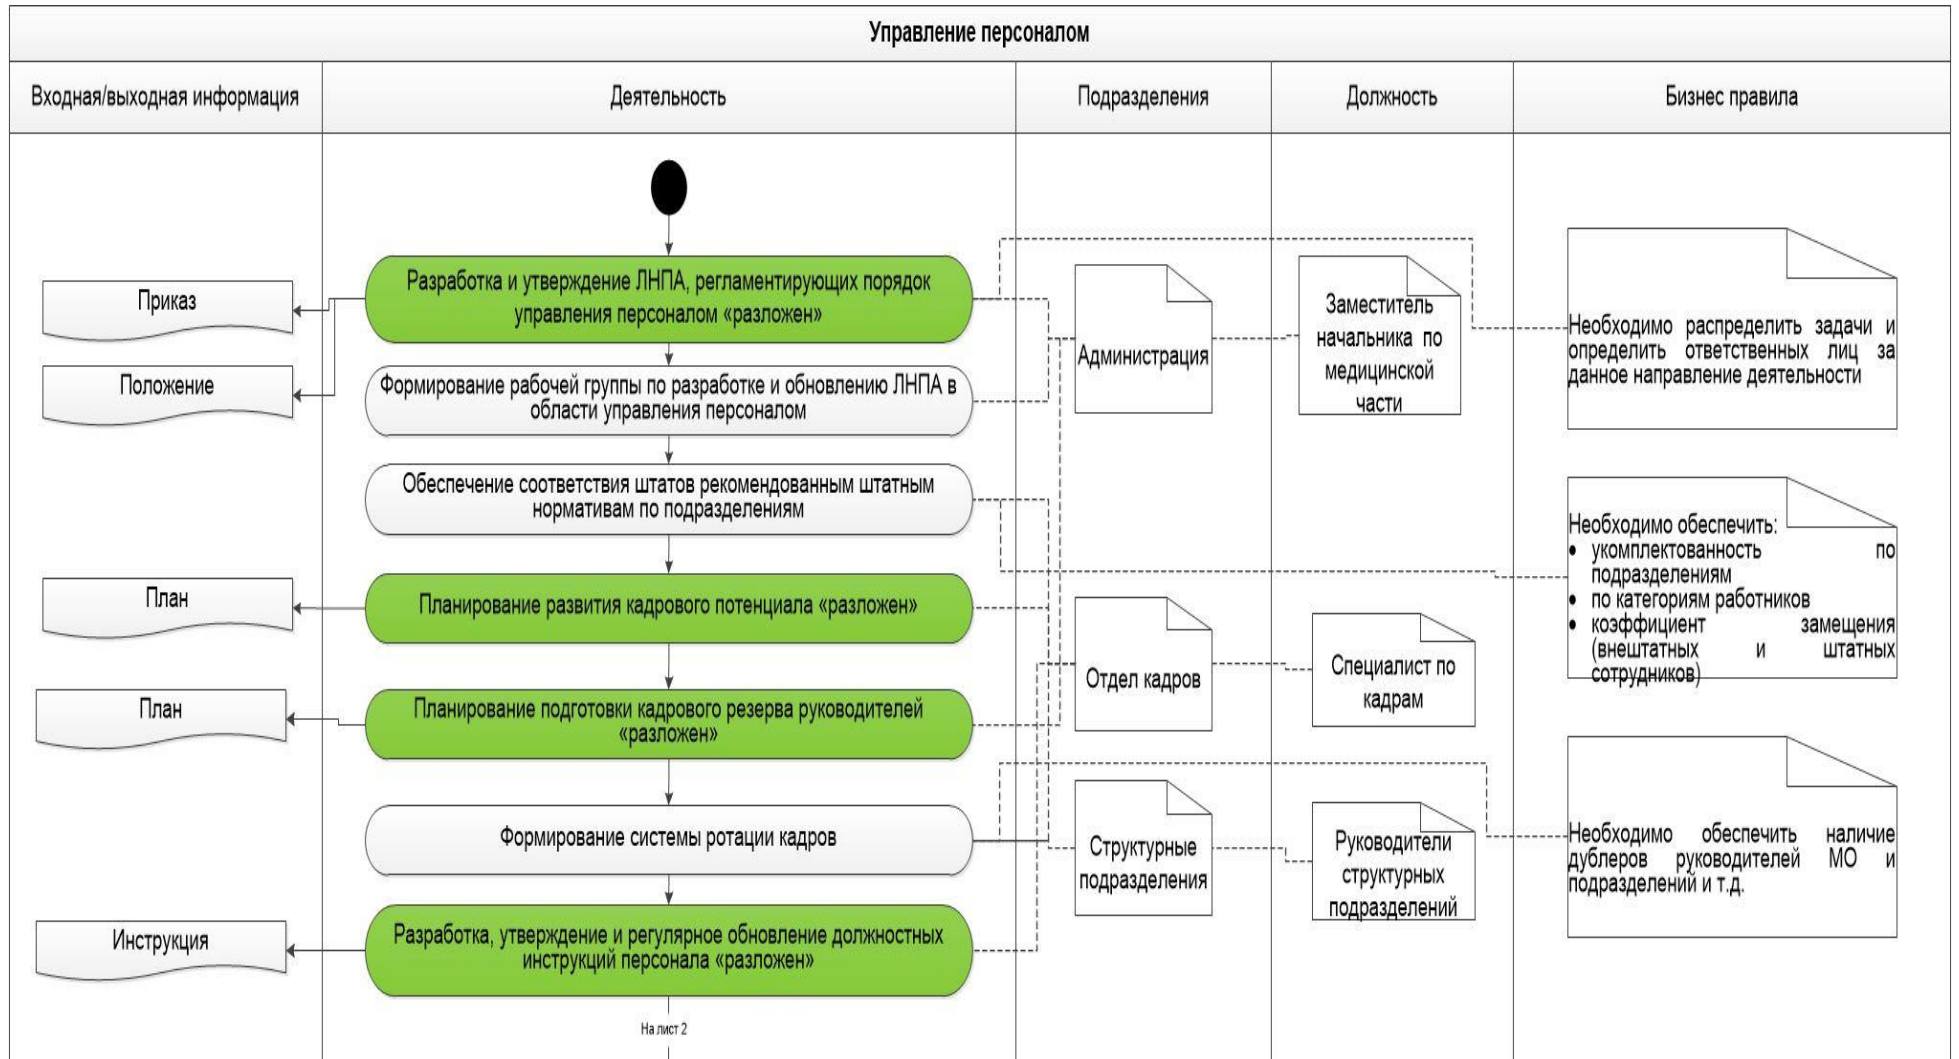 Управление персоналом
Входная/выходная информация
Деятельность
Подразделения
Должность
Бизнес правила
Приказ
Положение
План
План
Инструкция
Разработка и утверждение ЛНПА, регламентирующих порядок
управления персоналом «разложен»
Формирование рабочей группы по разработке и обновлению ЛНПА в
области управления персоналом
Обеспечение соответствия штатов рекомендованным штатным
нормативам по подразделениям
Планирование развития кадрового потенциала «разложен»
Планирование подготовки кадрового резерва руководителей
«разложен»
Формирование системы ротации кадров
Разработка, утверждение и регулярное обновление должностных
инструкций персонала «разложен»
На лист 2
Администрация
Отдел кадров
Структурные
подразделения
Заместитель
начальника по
медицинской
части
Специалист по
кадрам
Руководители
структурных
подразделений
Необходимо распределить задачи и
определить ответственных лиц за
данное направление деятельности
Необходимо обеспечить:
• укомплектованность по
подразделениям
• по категориям работников
• коэффициент замещения
(внештатных и штатных
сотрудников)
Необходимо обеспечить наличие
дублеров руководителей МО и
подразделений и т.д.